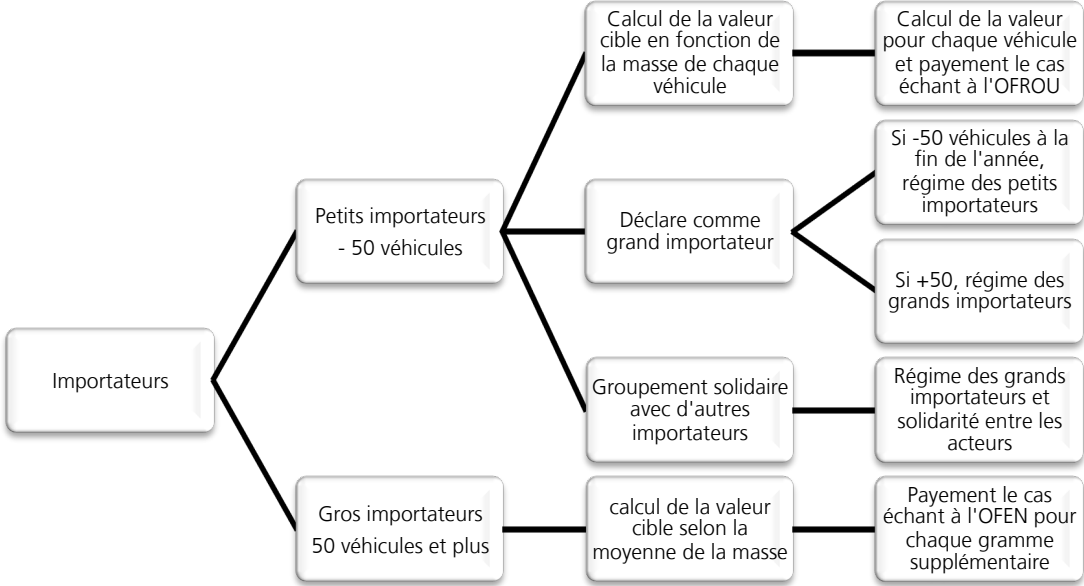 Importateurs
Petits importateurs
- 50 véhicules
Calcul de la valeur
cible en fonction de
la masse de chaque
véhicule
Calcul de la valeur
pour chaque véhicule
et payement le cas
échant à l'OFROU
Déclare comme
grand importateur
Si -50 véhicules à la
fin de l'année,
régime des petits
importateurs
Si +50, régime des
grands importateurs
Groupement solidaire
avec d'autres
importateurs
Régime des grands
importateurs et
solidarité entre les
acteurs
Gros importateurs
50 véhicules et plus
calcul de la valeur
cible selon la
moyenne de la masse
Payement le cas
échant à l'OFEN pour
chaque gramme
supplémentaire